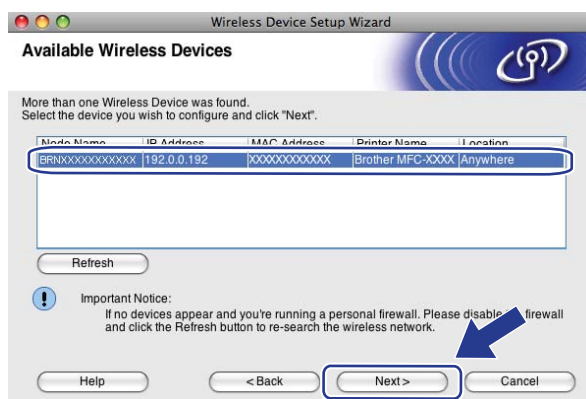 Wireless Device Setup Wizard
Available Wireless Devices
More than one Wireless Device was found.
Select the device you wish to configure and click "Next".
Node Name IP Address MAC Address Printer Name Location
BRNXXXXXXXXXXX 192.0.0.192 XXXXXXXXXXXX Brother MFC-XXXX Anywhere
Refresh
Important Notice:
If no devices appear and you're running a personal firewall. Please disable firewall
and click the Refresh button to re-search the wireless network.
Help < Back Next > Cancel